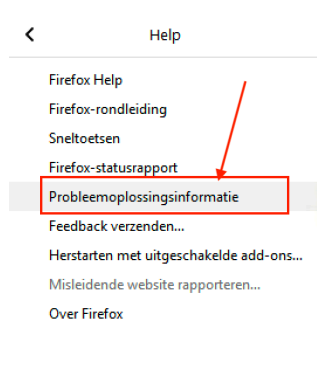 Help
Firefox Help
Firefox-rondleiding
Sneltoetsen
Firefox-statusrapport
Probleemoplossingsinformatie
Feedback verzenden...
Herstarten met uitgeschakelde add-ons...
Misleidende website rapporteren...
Over Firefox